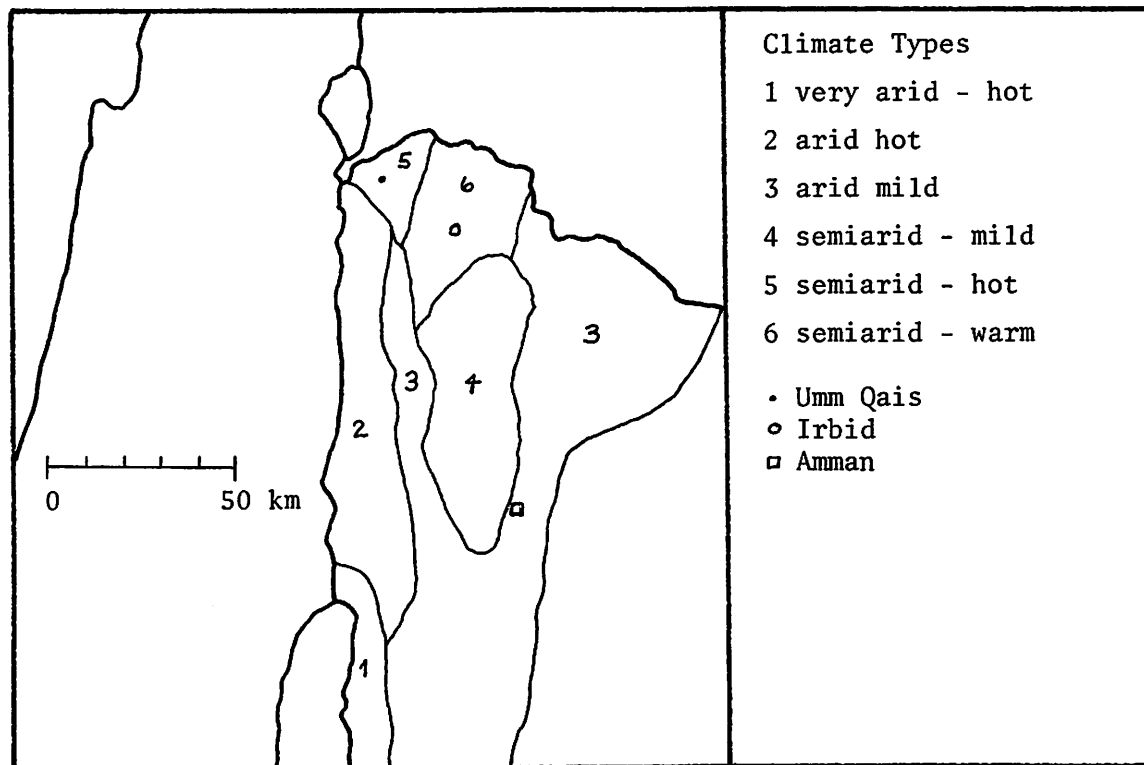 Climate Types
1 very arid - hot
2 arid hot
3 arid mild
4 semiarid - mild
5 semiarid - hot
6 semiarid - warm
Umm Qais
Irbid
Amman
5
6
3
3
4
2
0 50 km
1